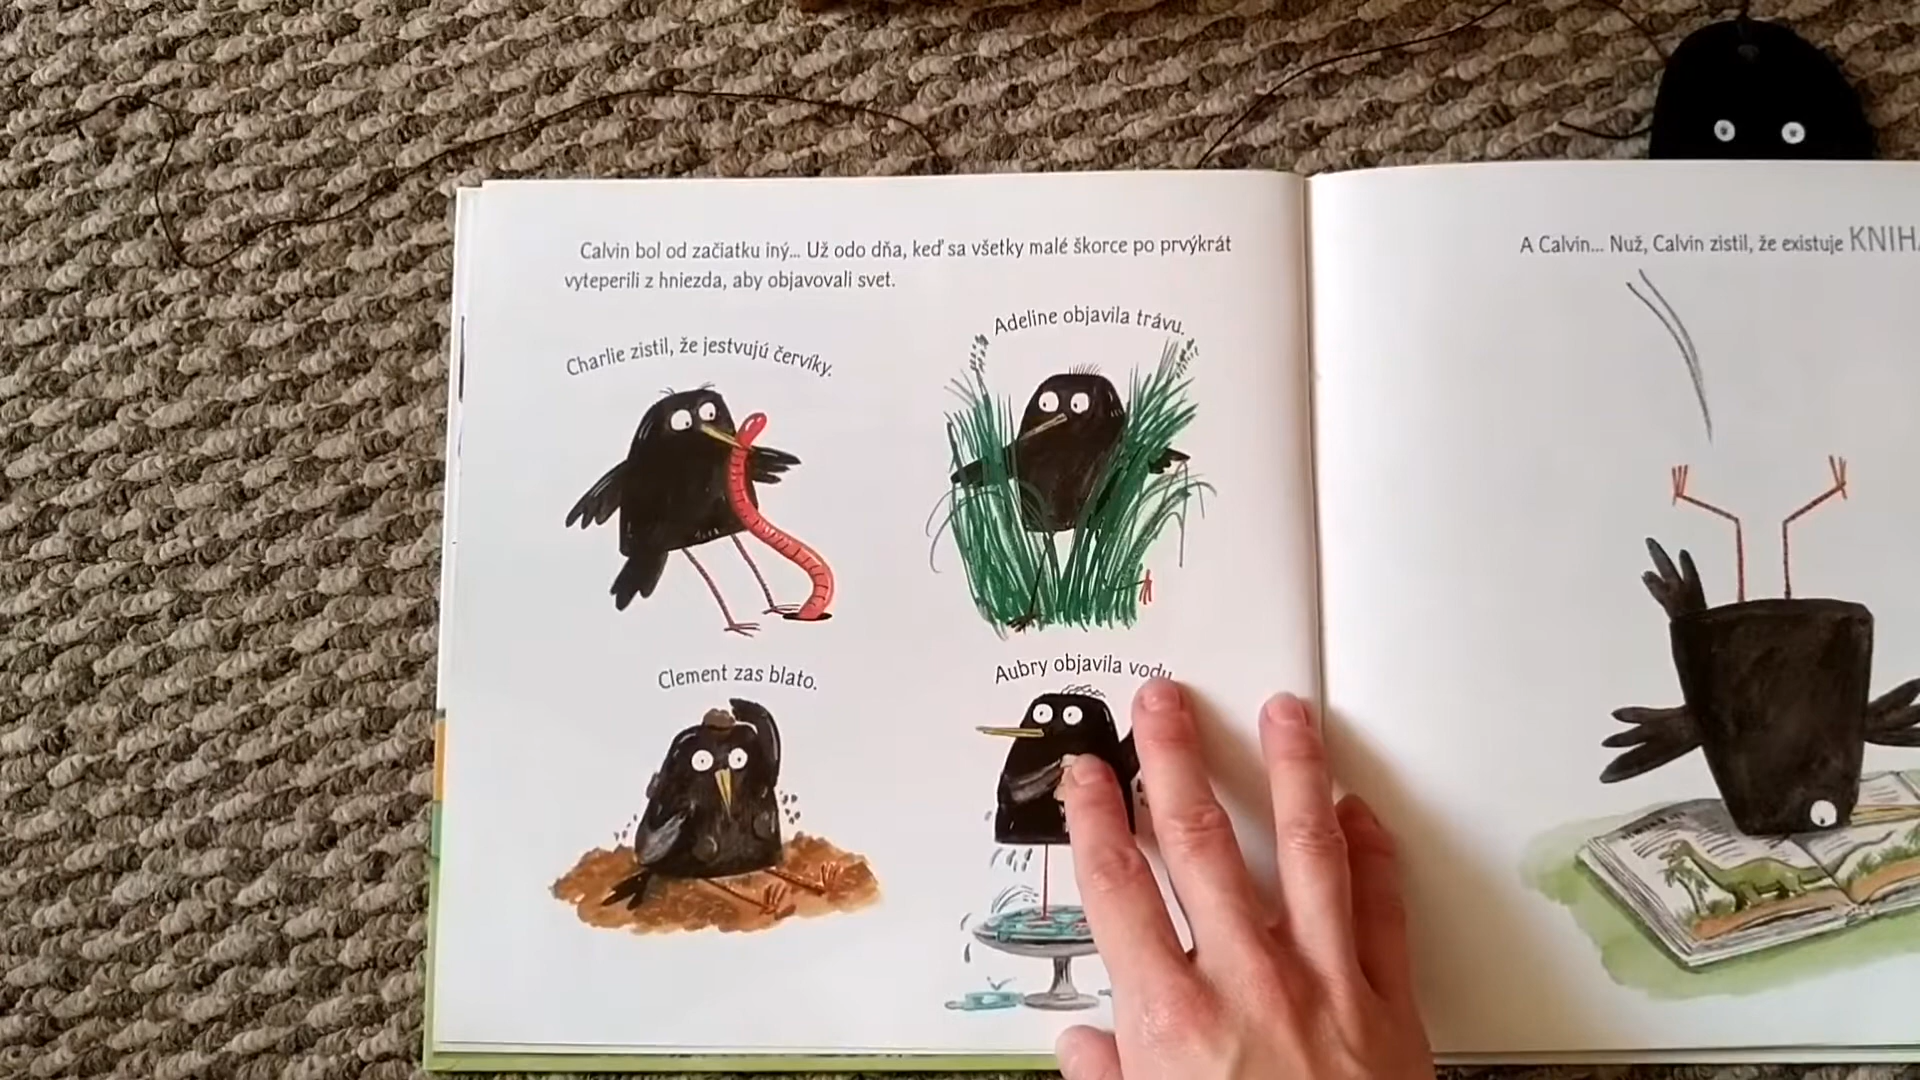 Calvin bol od začiatku iný... Už odo dňa, keď sa všetky malé škorce po prvýkrát
vyteperili z hniezda, aby objavovali svet.
Charlie zistil, že jestvujú červíky.
Adeline objavila trávu.
Clement zas blato.
Aubry objavila vodu
A Calvin... Nuž, Calvin zistil, že existuje